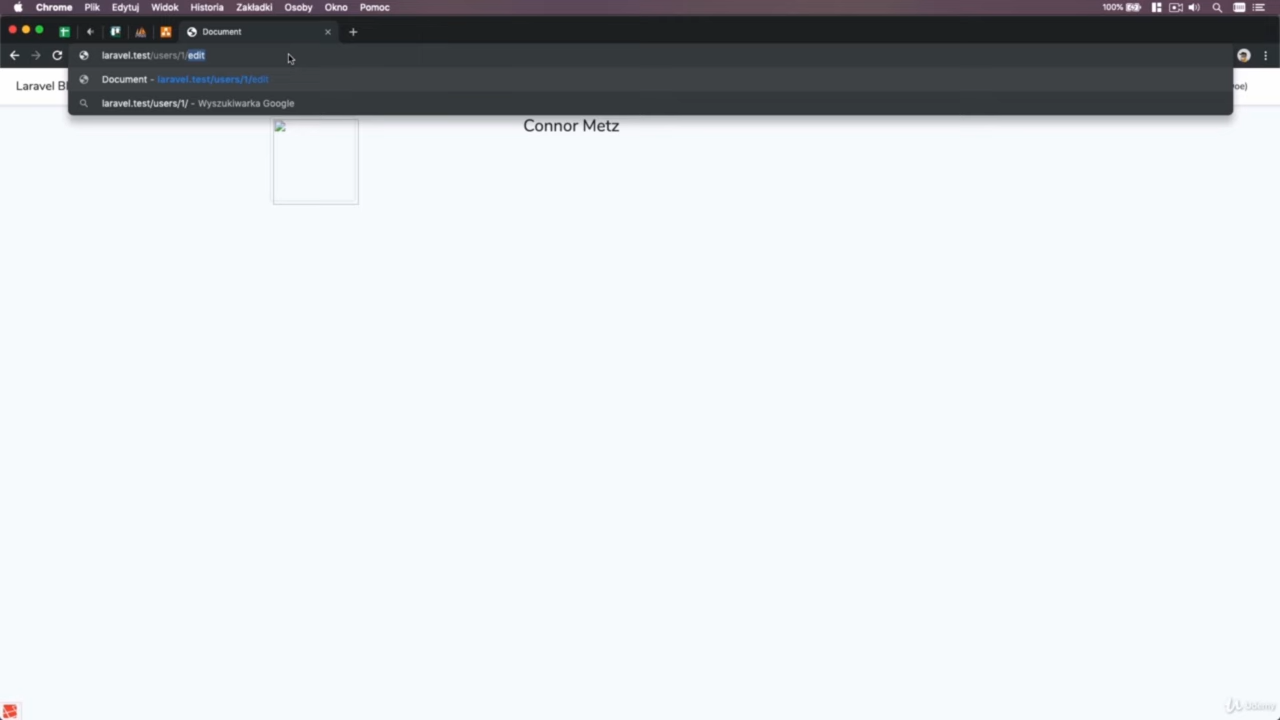 Chrome Plik Edytuj Widok Historia Zakładki Osoby Okno Pomoc 100%
Document
laravel.test/users/1/edit
Document - laravel.test/users/1/edit
laravel.test/users/1/ - Wyszukiwarka Google
Laravel Bl
Connor Metz
Udemy